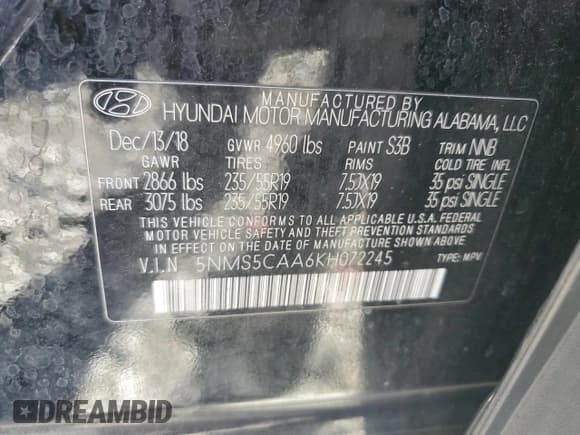 MANUFACTURED BY
HYUNDAI MOTOR MANUFACTURING ALABAMA, LLC
Dec/13/18 GVWR 4960 lbs PAINT S3B TRIM NNB
GAWR TIRES RIMS COLD TIRE INFL
FRONT 2866 lbs 235/55R19 7.5JX19 35 psi SINGLE
REAR 3075 lbs 235/55R19 7.5JX19 35 psi SINGLE
THIS VEHICLE CONFORMS TO ALL APPLICABLE U.S.A. FEDERAL
MOTOR VEHICLE SAFETY AND THEFT PREVENTION STANDARDS
IN EFFECT ON THE DATE OF MANUFACTURE SHOWN ABOVE.
V.I.N 5NMS5CAA6KH072245 TYPE: MPV
DREAMBID